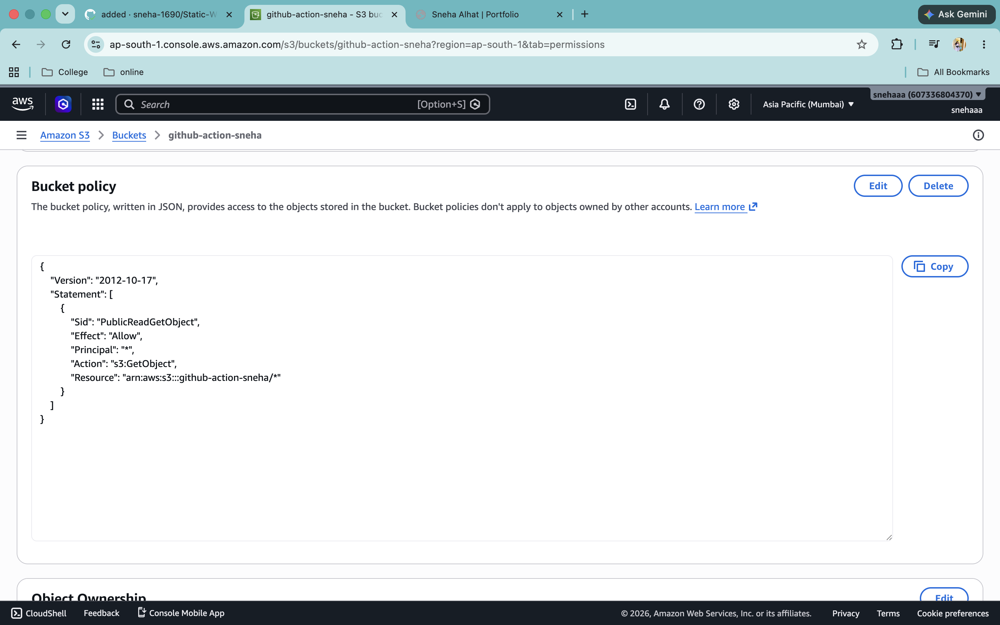 added · sneha-1690/Static-W
github-action-sneha - S3 buc
Sneha Alhat | Portfolio
Ask Gemini
ap-south-1.console.aws.amazon.com/s3/buckets/github-action-sneha?region=ap-south-1&tab=permissions
College
online
All Bookmarks
aws
Search
[Option+S]
Asia Pacific (Mumbai)
snehaaa (607336804370)
snehaaa
Amazon S3
Buckets
github-action-sneha
Bucket policy
Edit
Delete
The bucket policy, written in JSON, provides access to the objects stored in the bucket. Bucket policies don't apply to objects owned by other accounts. Learn more
Copy
{
"Version": "2012-10-17",
"Statement": [
{
"Sid": "PublicReadGetObject",
"Effect": "Allow",
"Principal": "*",
"Action": "s3:GetObject",
"Resource": "arn:aws:s3:::github-action-sneha/*"
}
]
}
Object Ownership
Edit
CloudShell
Feedback
Console Mobile App
© 2026, Amazon Web Services, Inc. or its affiliates.
Privacy
Terms
Cookie preferences